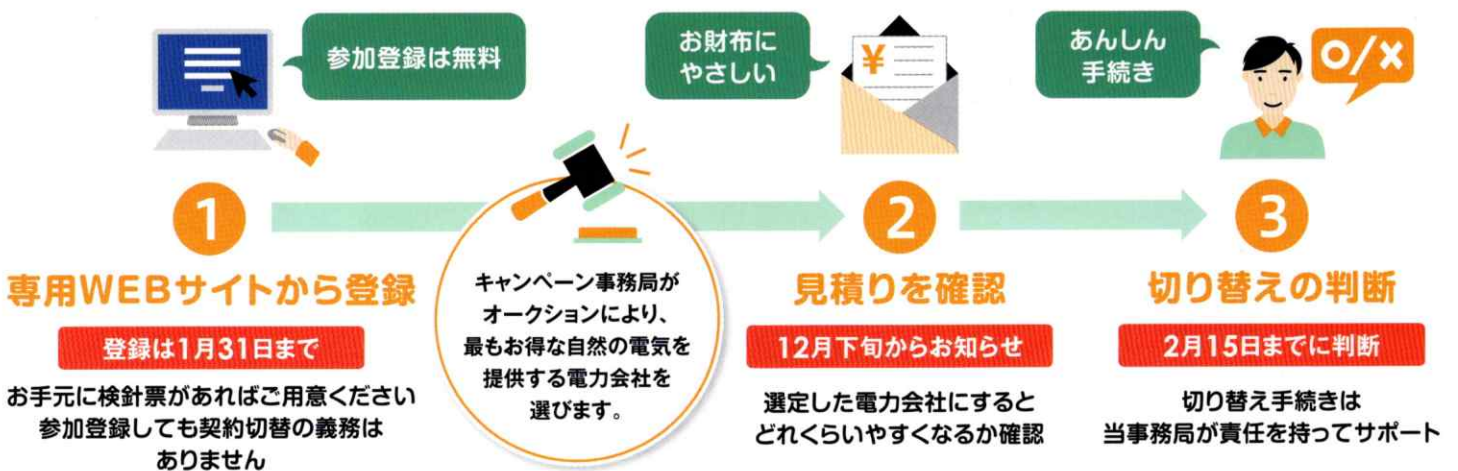 参加登録は無料
1
専用WEBサイトから登録
登録は1月31日まで
お手元に検針票があればご用意ください
参加登録しても契約切替の義務は
ありません
キャンペーン事務局が
オークションにより、
最もお得な自然の電気を
提供する電力会社を
選びます。
お財布に
やさしい
¥
2
見積りを確認
12月下旬からお知らせ
選定した電力会社にすると
どれくらいやすくなるか確認
あんしん
手続き
O/×
3
切り替えの判断
2月15日までに判断
切り替え手続きは
当事務局が責任を持ってサポート